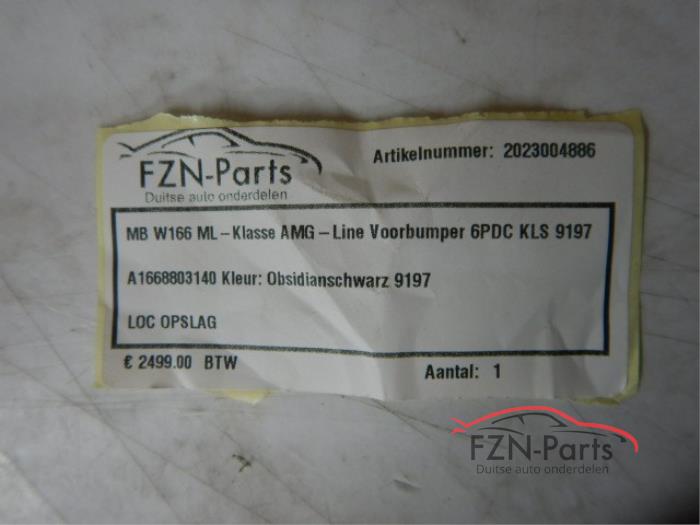 FZN-Parts
Duitse auto onderdelen
Artikelnummer: 2023004886
MB W166 ML-Klasse AMG-Line Voorbumper 6PDC KLS 9197
A1668803140 Kleur: Obsidianschwarz 9197
LOC OPSLAG
€ 2499.00 BTW
Aantal: 1
FZN-Parts
Duitse auto onderdelen